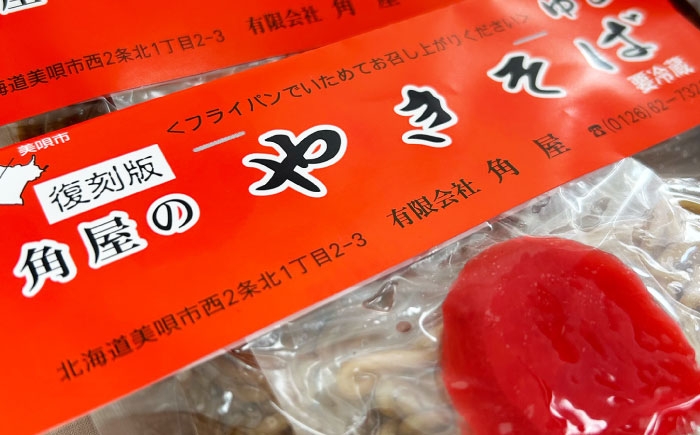 屋
有限会社 角屋
北海道美唄市西2条北1丁目2-3
美唄市
<フライパンでいためてお召し上がりください>
復刻版
角屋の やきそば
要冷蔵
有限会社 角屋
☎(0126)62-732
北海道美唄市西2条北1丁目2-3